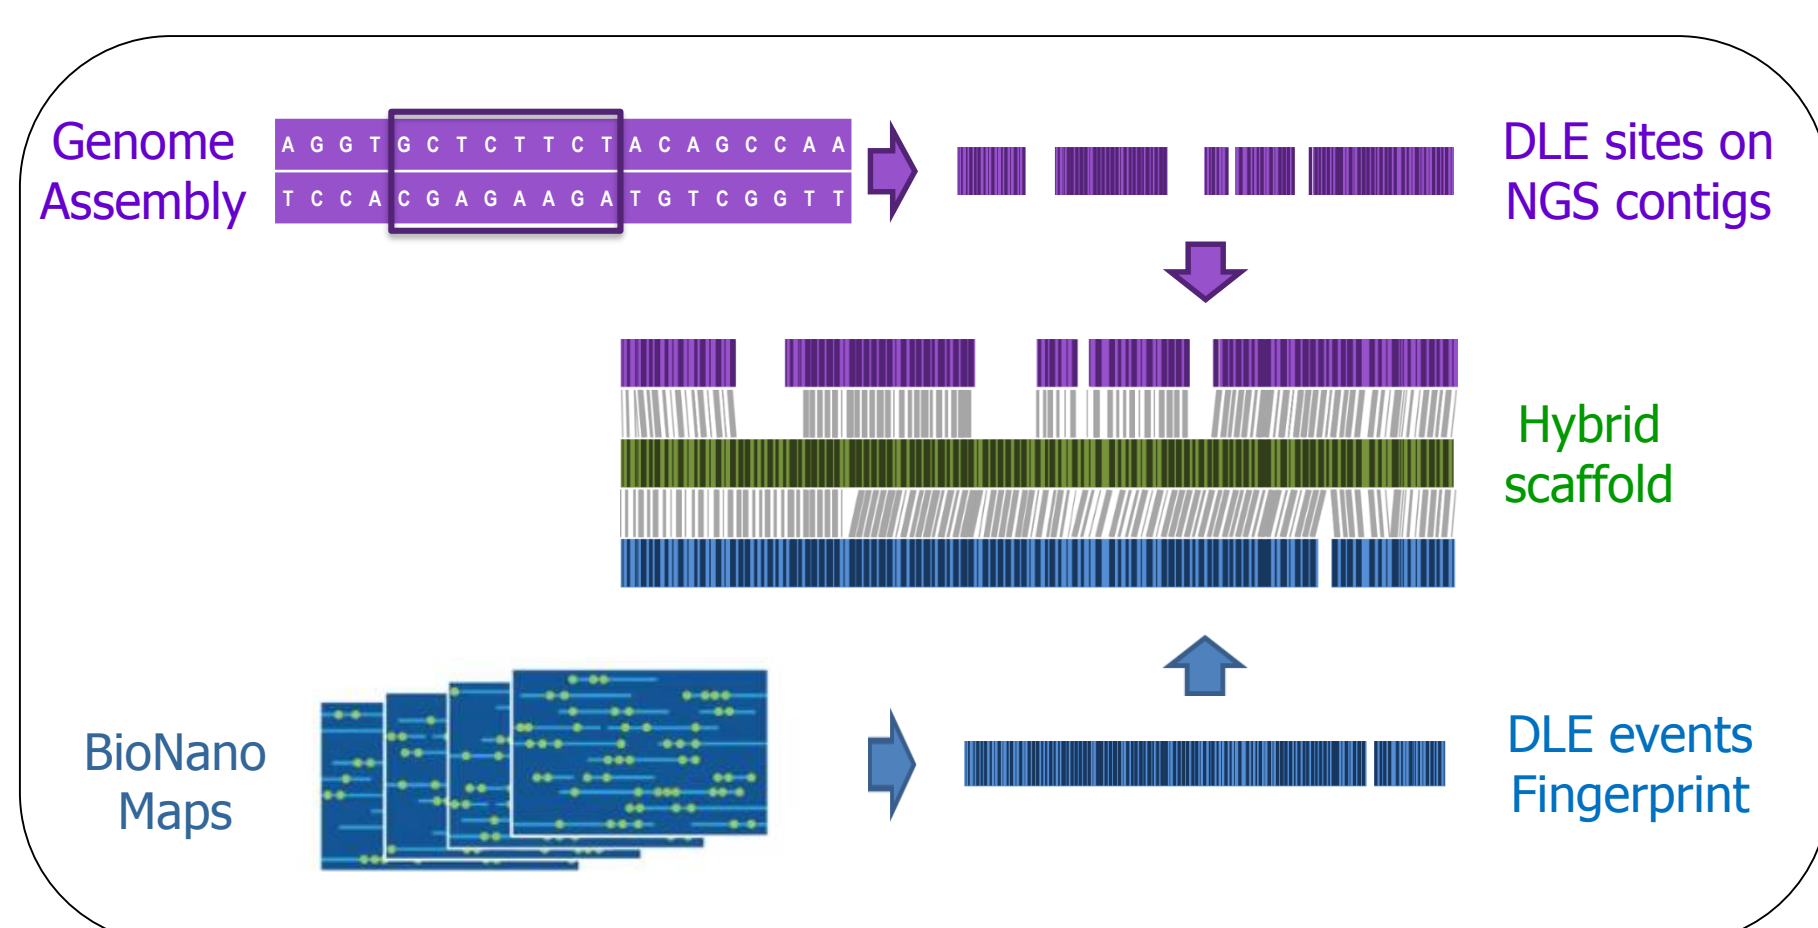 Genome
Assembly
A G G T G C T C T T C T A C A G C C A A
T C C A C G A G A A G A T G T C G G T T
DLE sites on
NGS contigs
Hybrid
scaffold
BioNano
Maps
DLE events
Fingerprint